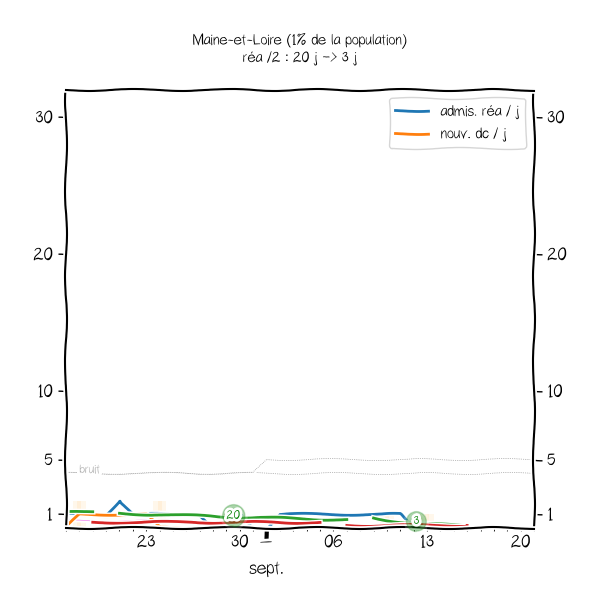 Maine-et-Loire (1% de la population)
réa /2 : 20 j -> 3 j
admis. réa / j
nouv. dc / j
30
30
20
20
10
10
5
5
bruit
1
1
20
3
23
30
06
13
20
sept.